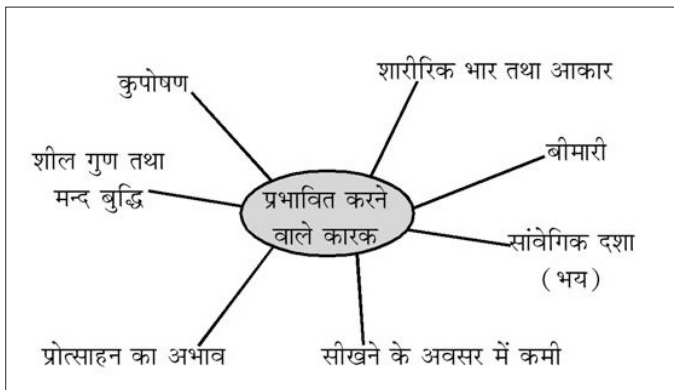 कुपोषण
शारीरिक भार तथा आकार
शील गुण तथा
मन्द बुद्धि
बीमारी
प्रभावित करने
वाले कारक
सांवेगिक दशा
(भय)
प्रोत्साहन का अभाव
सीखने के अवसर में कमी